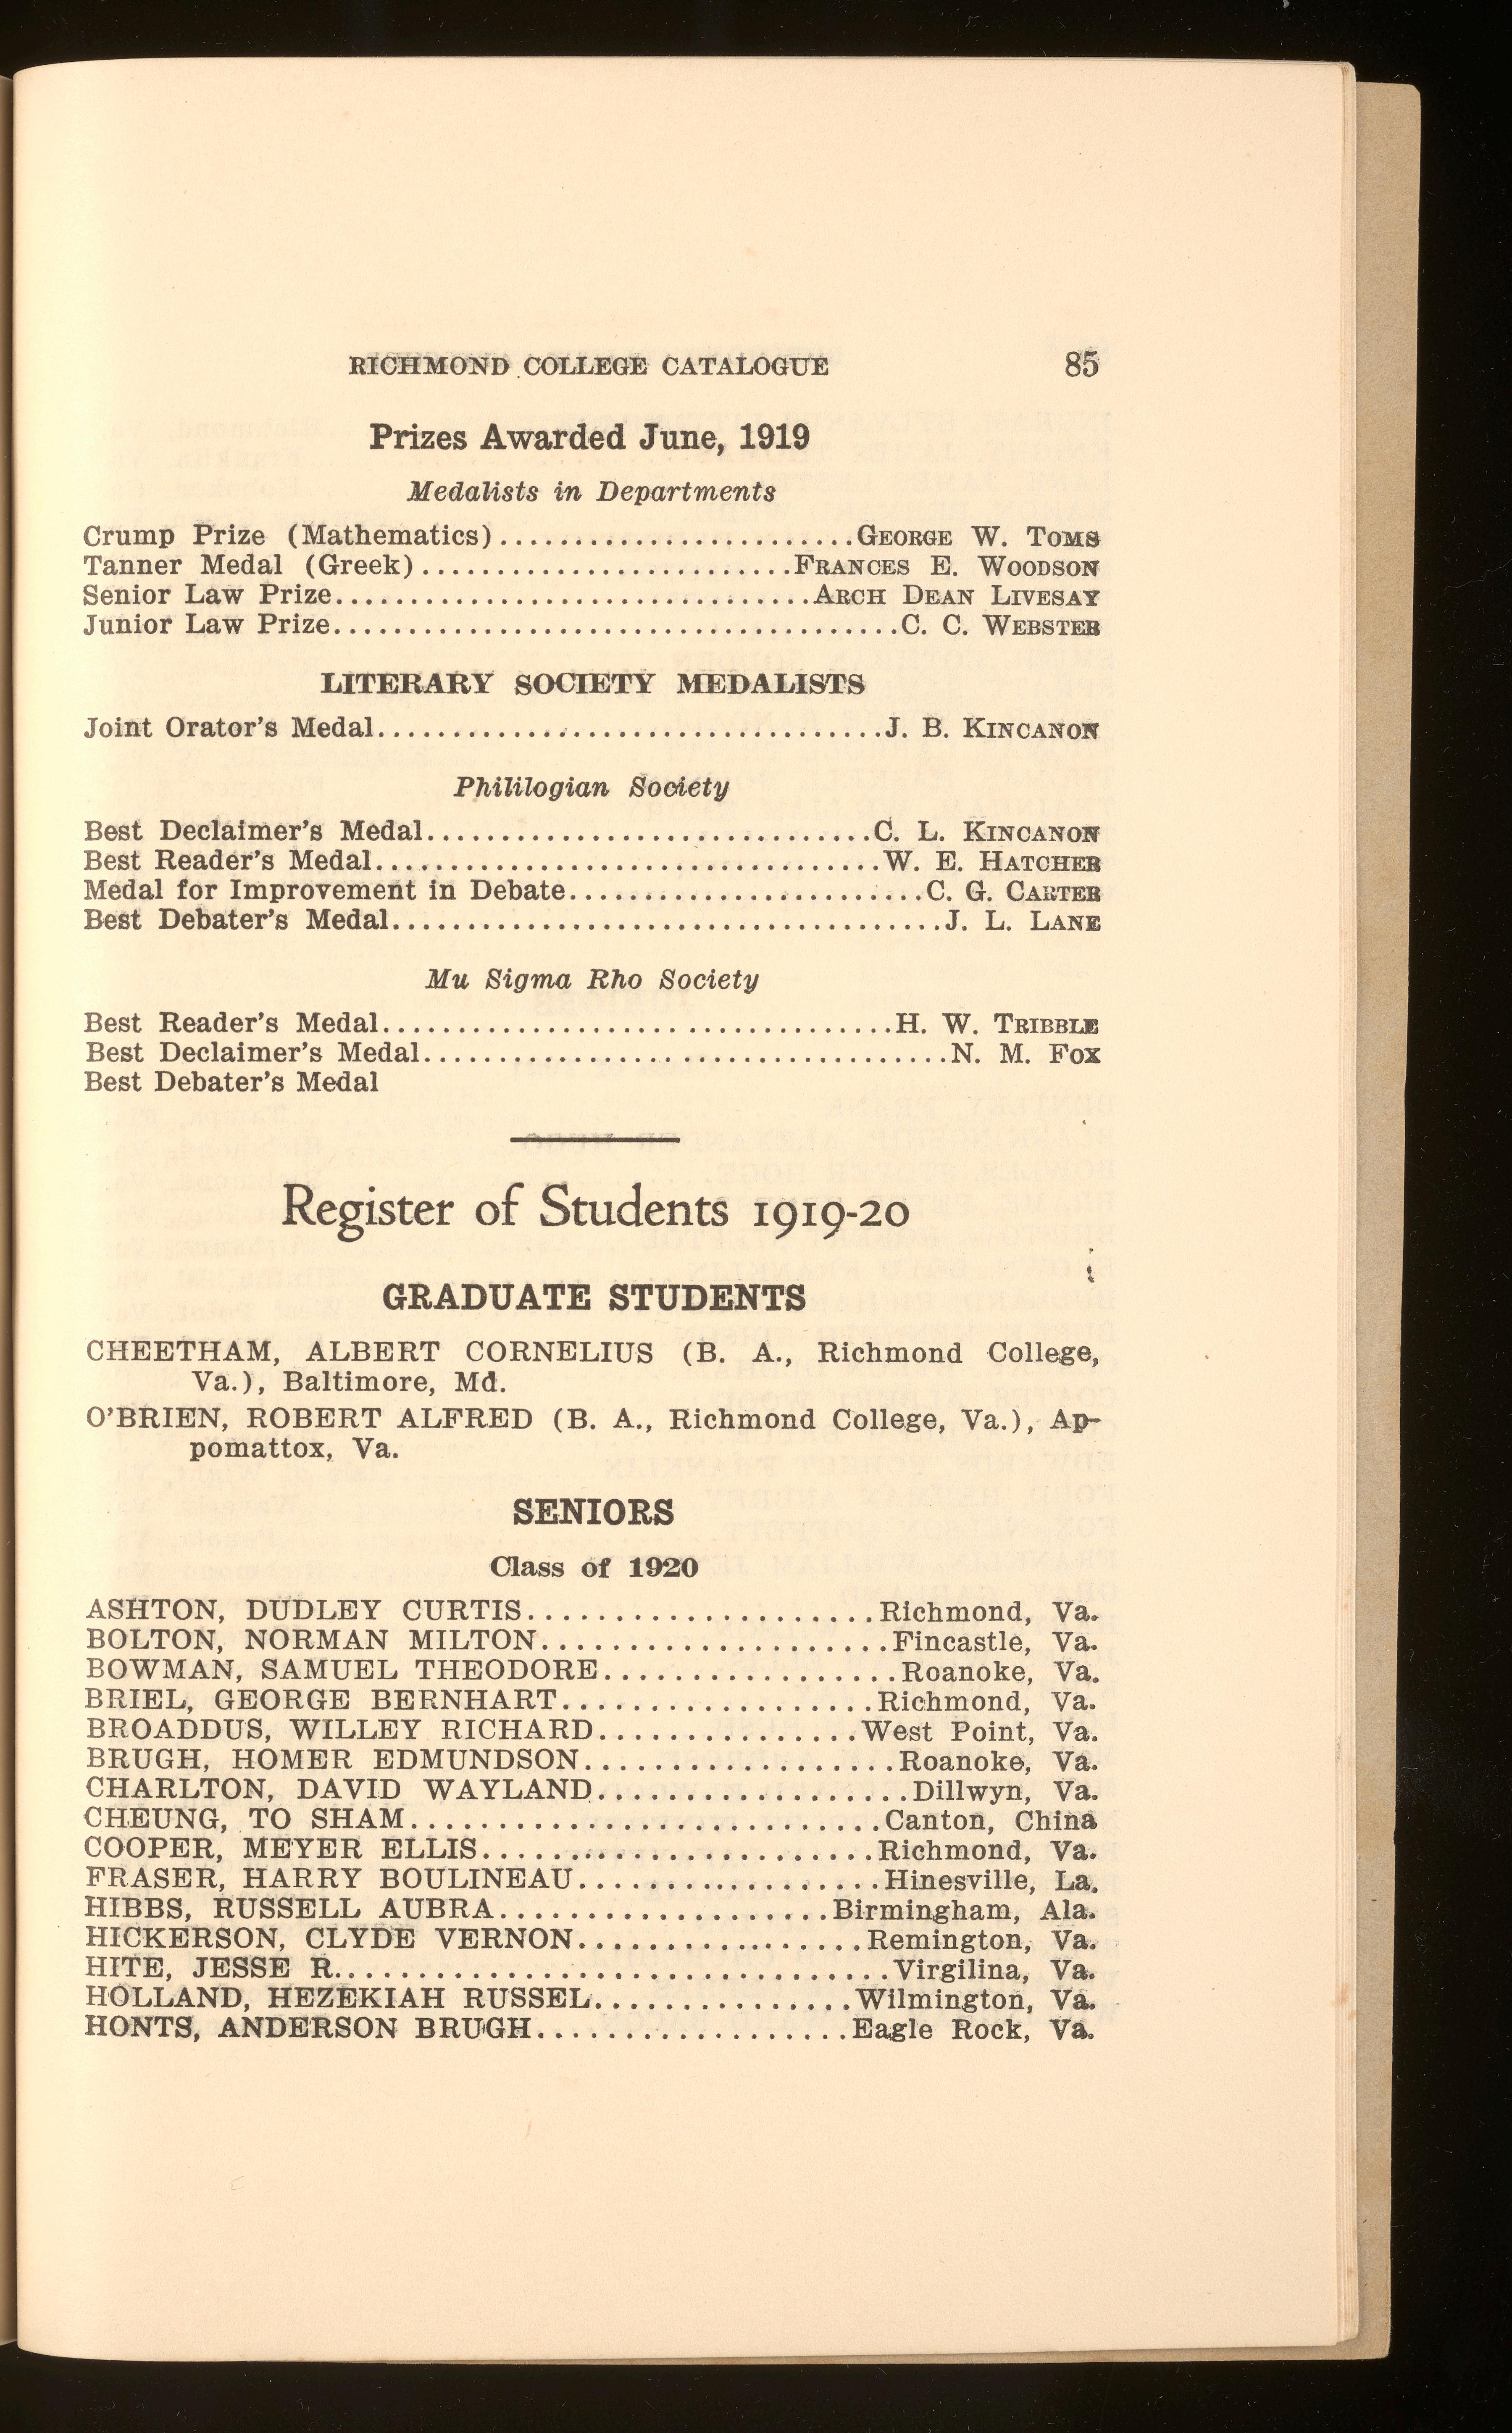 RICHMOND COLLEGE CATALOGUE 85
Prizes Awarded June, 1919
Medalists in Departments
Crump Prize (Mathematics)........................GEORGE W. TOMS
Tanner Medal (Greek).........................FRANCES E. WOODSON
Senior Law Prize................................ARCH DEAN LIVESAY
Junior Law Prize......................................C. C. WEBSTER
LITERARY SOCIETY MEDALISTS
Joint Orator's Medal..................................J. B. KINCANON
Phililogian Society
Best Declaimer's Medal..............................C. L. KINCANON
Best Reader's Medal..................................W. E. HATCHER
Medal for Improvement in Debate........................C. G. CARTER
Best Debater's Medal.....................................J. L. LANE
Mu Sigma Rho Society
Best Reader's Medal..................................H. W. TRIBBLE
Best Declaimer's Medal...................................N. M. FOX
Best Debater's Medal
Register of Students 1919-20
GRADUATE STUDENTS
CHEETHAM, ALBERT CORNELIUS (B. A., Richmond College,
Va.), Baltimore, Md.
O'BRIEN, ROBERT ALFRED (B. A., Richmond College, Va.), Ap-
pomattox, Va.
SENIORS
Class of 1920
ASHTON, DUDLEY CURTIS.....................Richmond, Va.
BOLTON, NORMAN MILTON.....................Fincastle, Va.
BOWMAN, SAMUEL THEODORE.................Roanoke, Va.
BRIEL, GEORGE BERNHART...................Richmond, Va.
BROADDUS, WILLEY RICHARD...............West Point, Va.
BRUGH, HOMER EDMUNDSON..................Roanoke, Va.
CHARLTON, DAVID WAYLAND..................Dillwyn, Va.
CHEUNG, TO SHAM...........................Canton, China
COOPER, MEYER ELLIS.......................Richmond, Va.
FRASER, HARRY BOULINEAU..................Hinesville, La.
HIBBS, RUSSELL AUBRA...................Birmingham, Ala.
HICKERSON, CLYDE VERNON................Remington, Va.
HITE, JESSE R................................Virgilina, Va.
HOLLAND, HEZEKIAH RUSSEL...............Wilmington, Va.
HONTS, ANDERSON BRUGH..................Eagle Rock, Va.